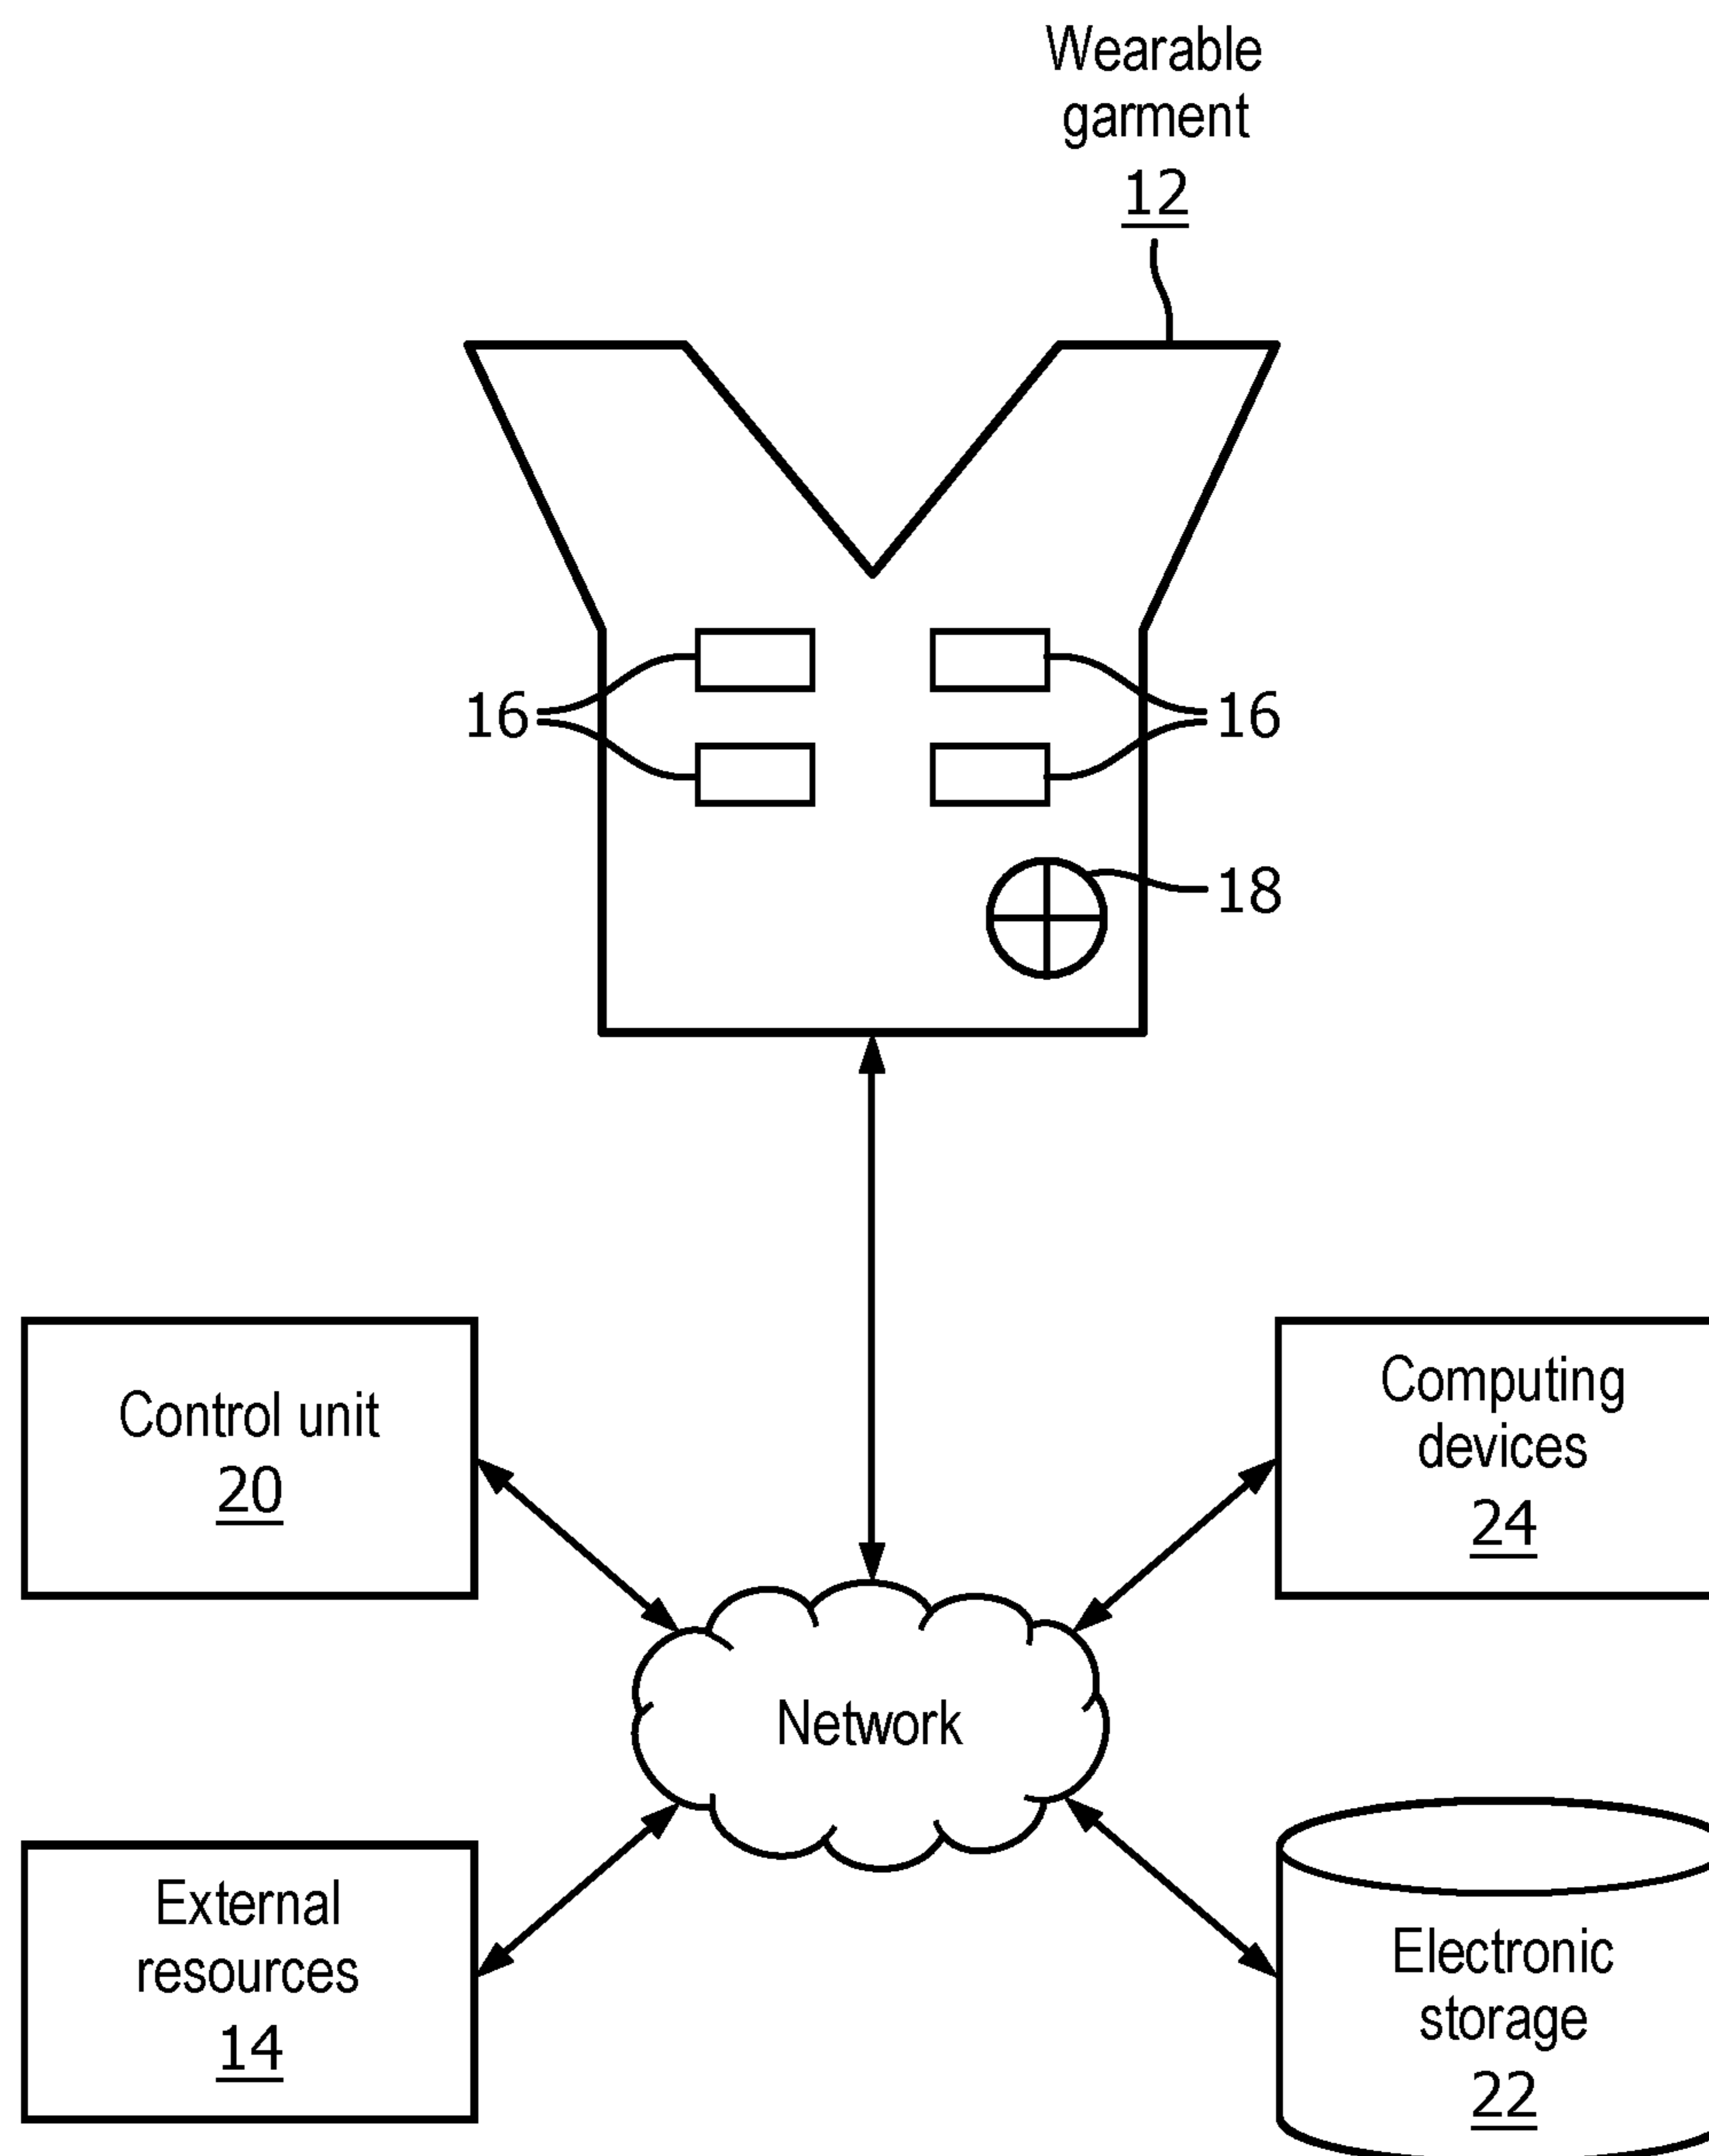 Wearable
garment
12
16
16
18
Control unit
20
Computing
devices
24
Network
External
resources
14
Electronic
storage
22